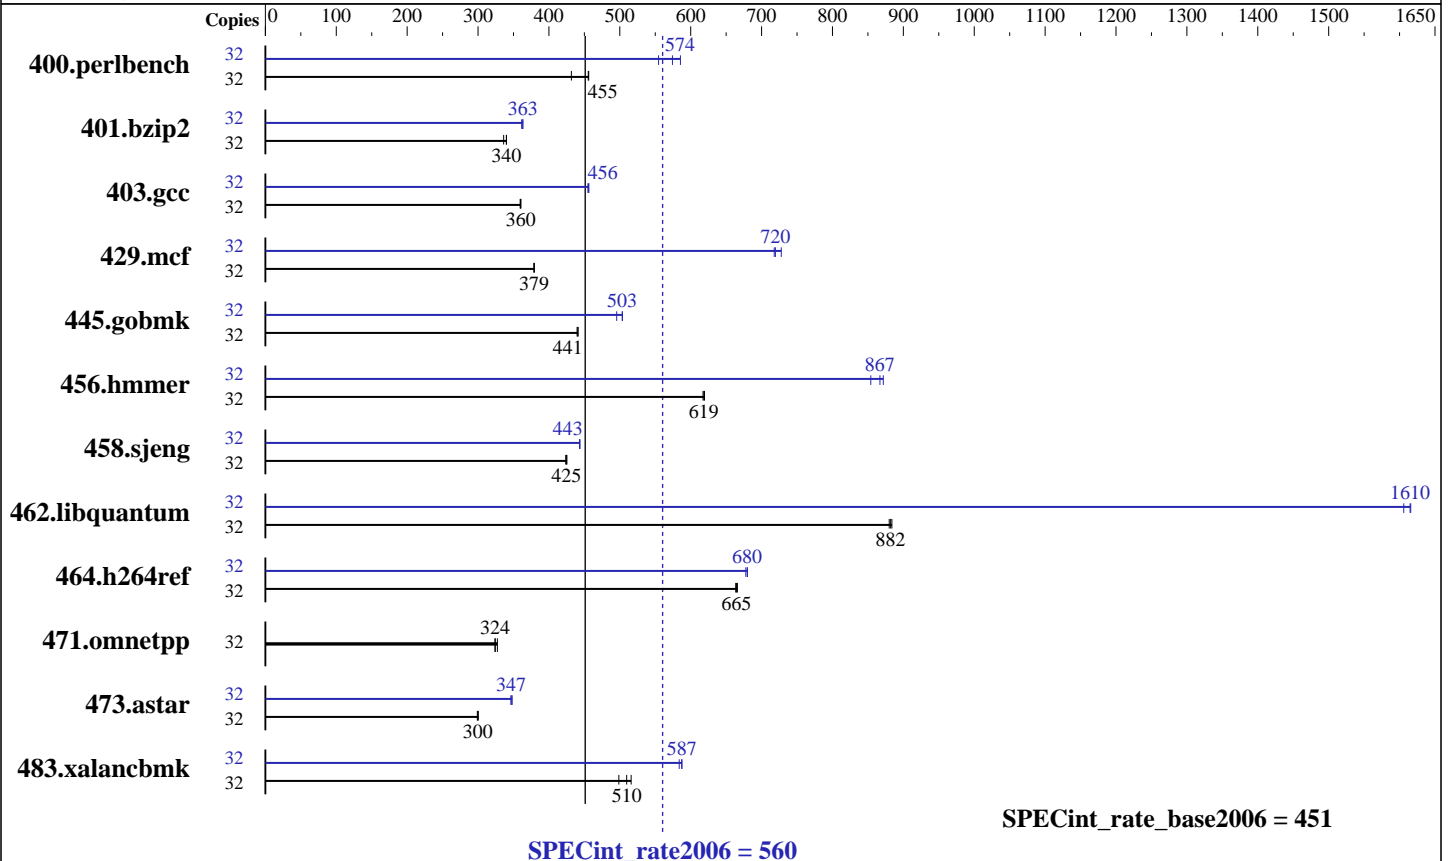 Copies 0 100 200 300 400 500 600 700 800 900 1000 1100 1200 1300 1400 1500 1650
400.perlbench 32 574
32 455
401.bzip2 32 363
32 340
403.gcc 32 456
32 360
429.mcf 32 720
32 379
445.gobmk 32 503
32 441
456.hmmer 32 867
32 619
458.sjeng 32 443
32 425
462.libquantum 32 1610
32 882
464.h264ref 32 680
32 665
471.omnetpp 32 324
473.astar 32 347
32 300
483.xalancbmk 32 587
32 510
SPECint_rate_base2006 = 451
SPECint_rate2006 = 560